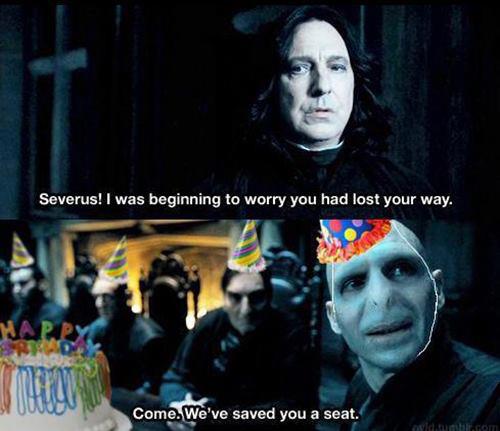 Severus! I was beginning to worry you had lost your way.
HAPPY
BIRTHDAY
Come. We've saved you a seat.